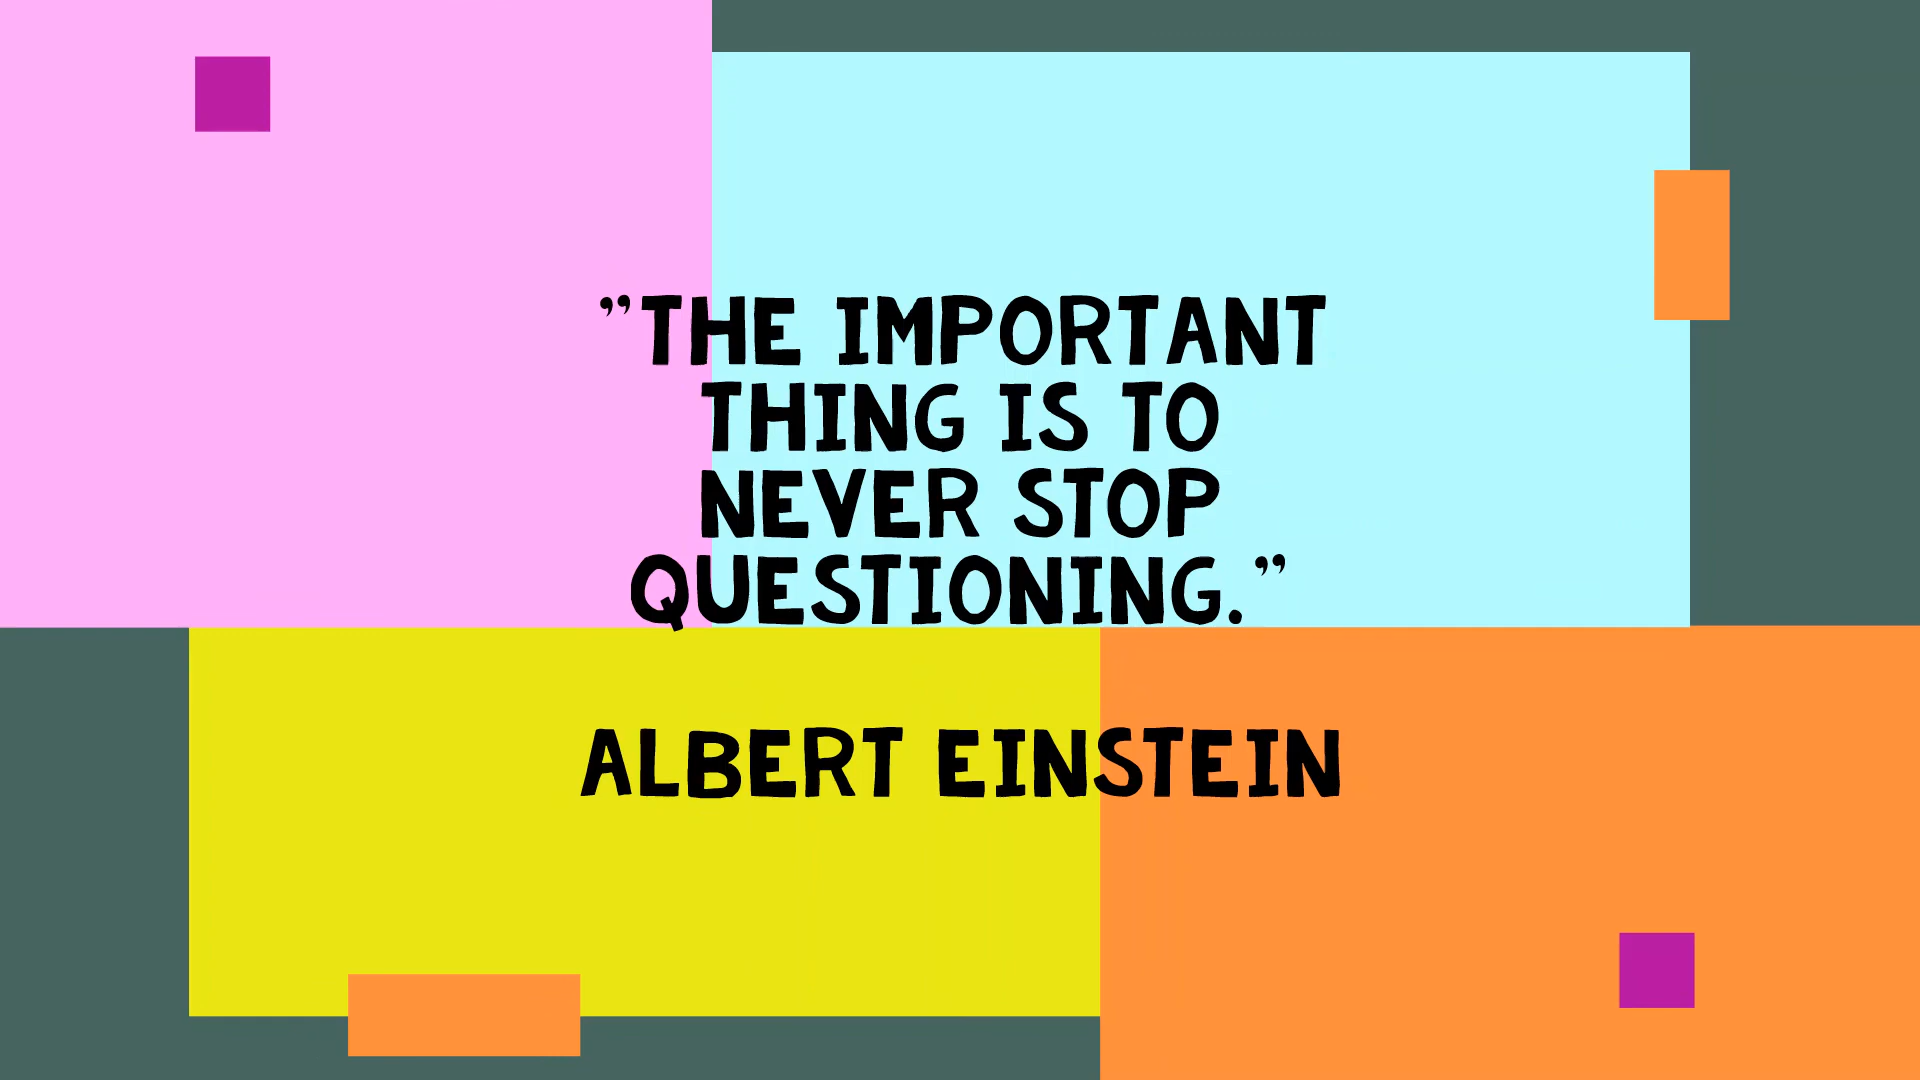 ”THE IMPORTANT
THING IS TO
NEVER STOP
QUESTIONING.”
ALBERT EINSTEIN